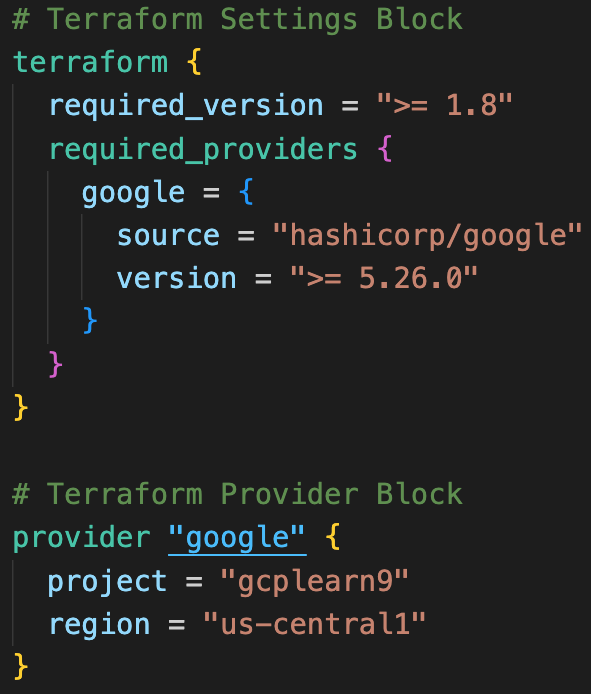 # Terraform Settings Block
terraform {
  required_version = ">= 1.8"
  required_providers {
    google = {
      source = "hashicorp/google"
      version = ">= 5.26.0"
    }
  }
}

# Terraform Provider Block
provider "google" {
  project = "gcplearn9"
  region = "us-central1"
}